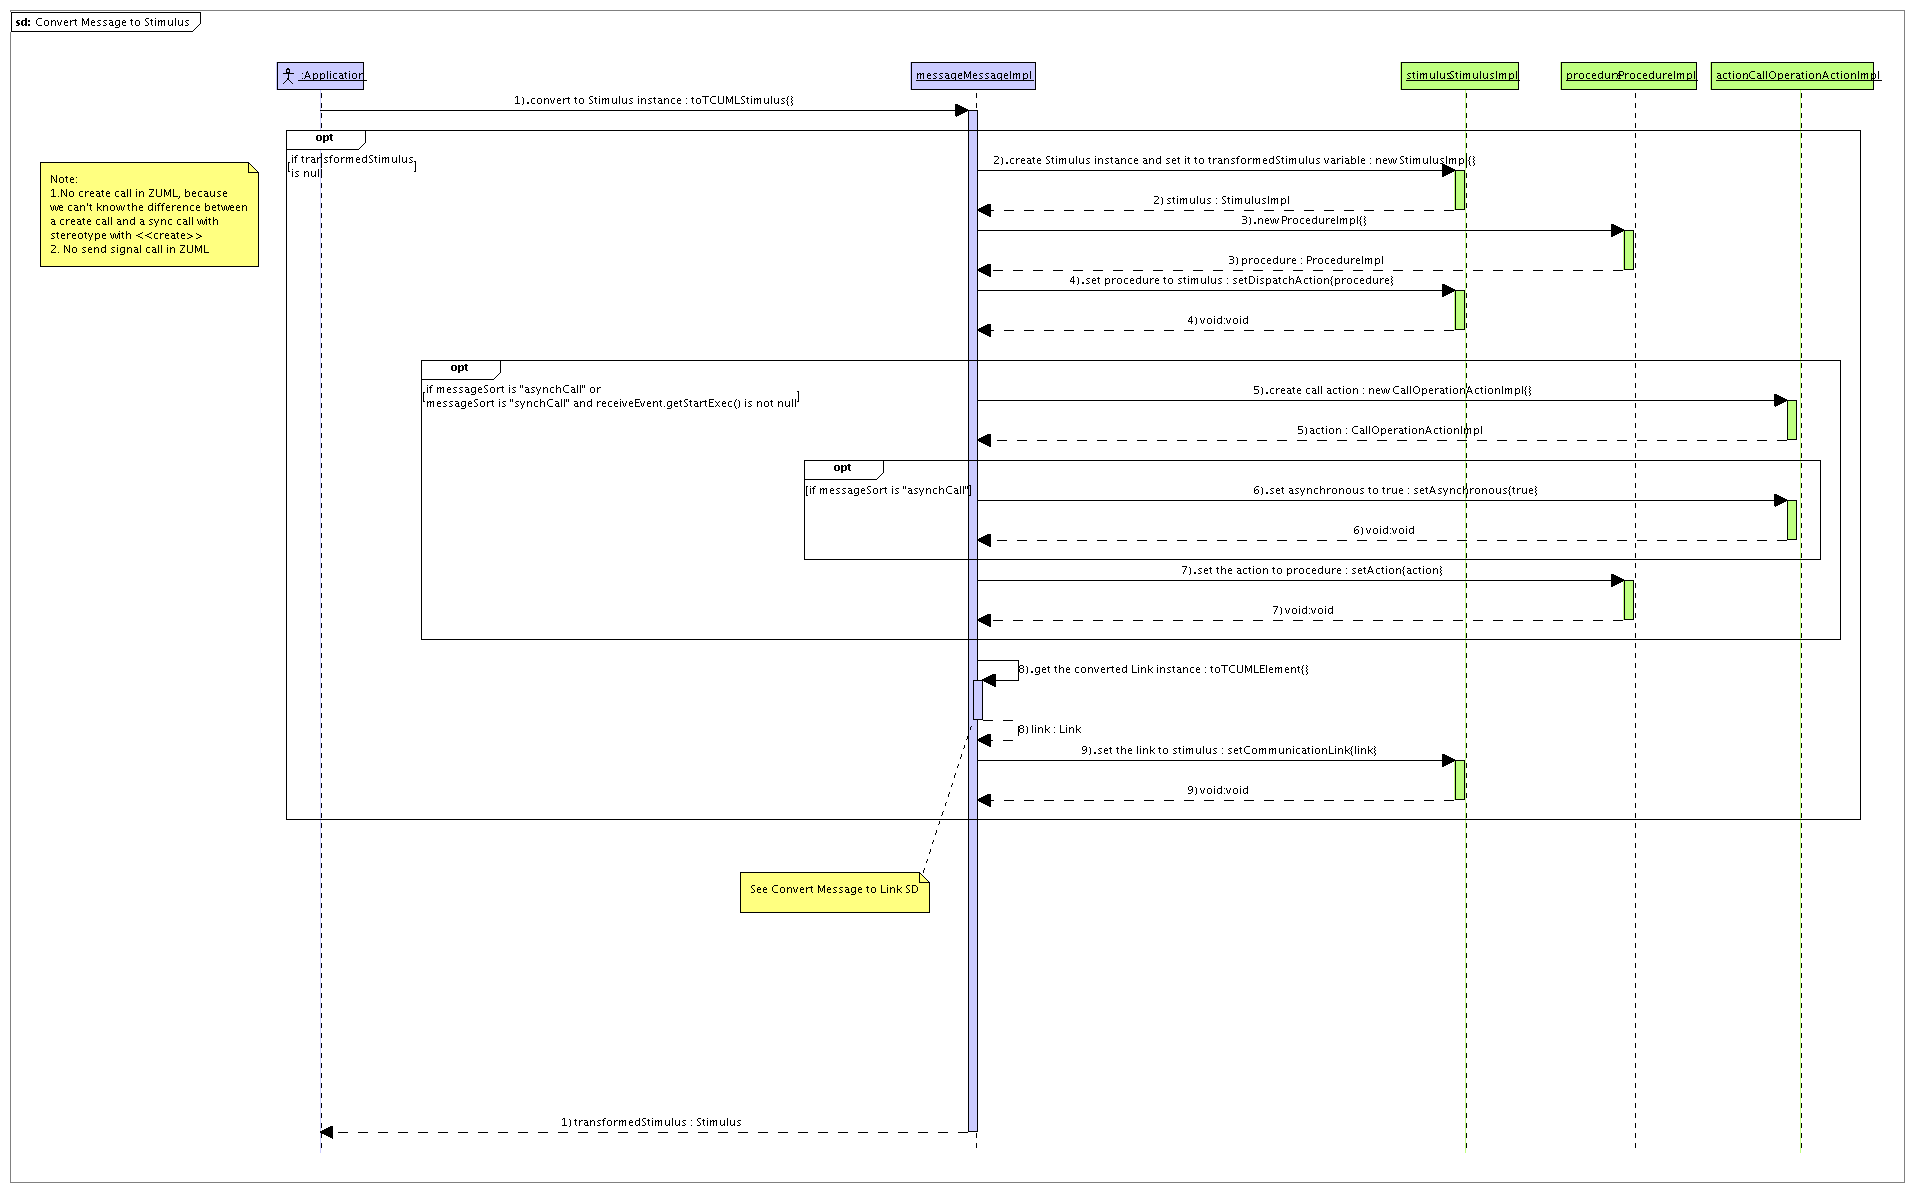 sd: Convert Message to Stimulus
:Application
messageMessageImpl
stimulusStimulusImpl
procedureProcedureImpl
actionCallOperationActionImpl
1).convert to Stimulus instance : toTCUMLStimulus{}
opt
[if transformedStimulus
is null]
Note:
1.No create call in ZUML, because
we can't know the difference between
a create call and a sync call with
stereotype with <<create>>
2. No send signal call in ZUML
2).create Stimulus instance and set it to transformedStimulus variable : new StimulusImpl{}
2) stimulus : StimulusImpl
3).new ProcedureImpl{}
3) procedure : ProcedureImpl
4).set procedure to stimulus : setDispatchAction{procedure}
4) void:void
opt
[if messageSort is "asynchCall" or
messageSort is "synchCall" and receiveEvent.getStartExec() is not null]
5).create call action : new CallOperationActionImpl{}
5) action : CallOperationActionImpl
opt
[if messageSort is "asynchCall"]
6).set asynchronous to true : setAsynchronous{true}
6) void:void
7).set the action to procedure : setAction{action}
7) void:void
8).get the converted Link instance : toTCUMLElement{}
8) link : Link
9).set the link to stimulus : setCommunicationLink{link}
9) void:void
See Convert Message to Link SD
1) transformedStimulus : Stimulus